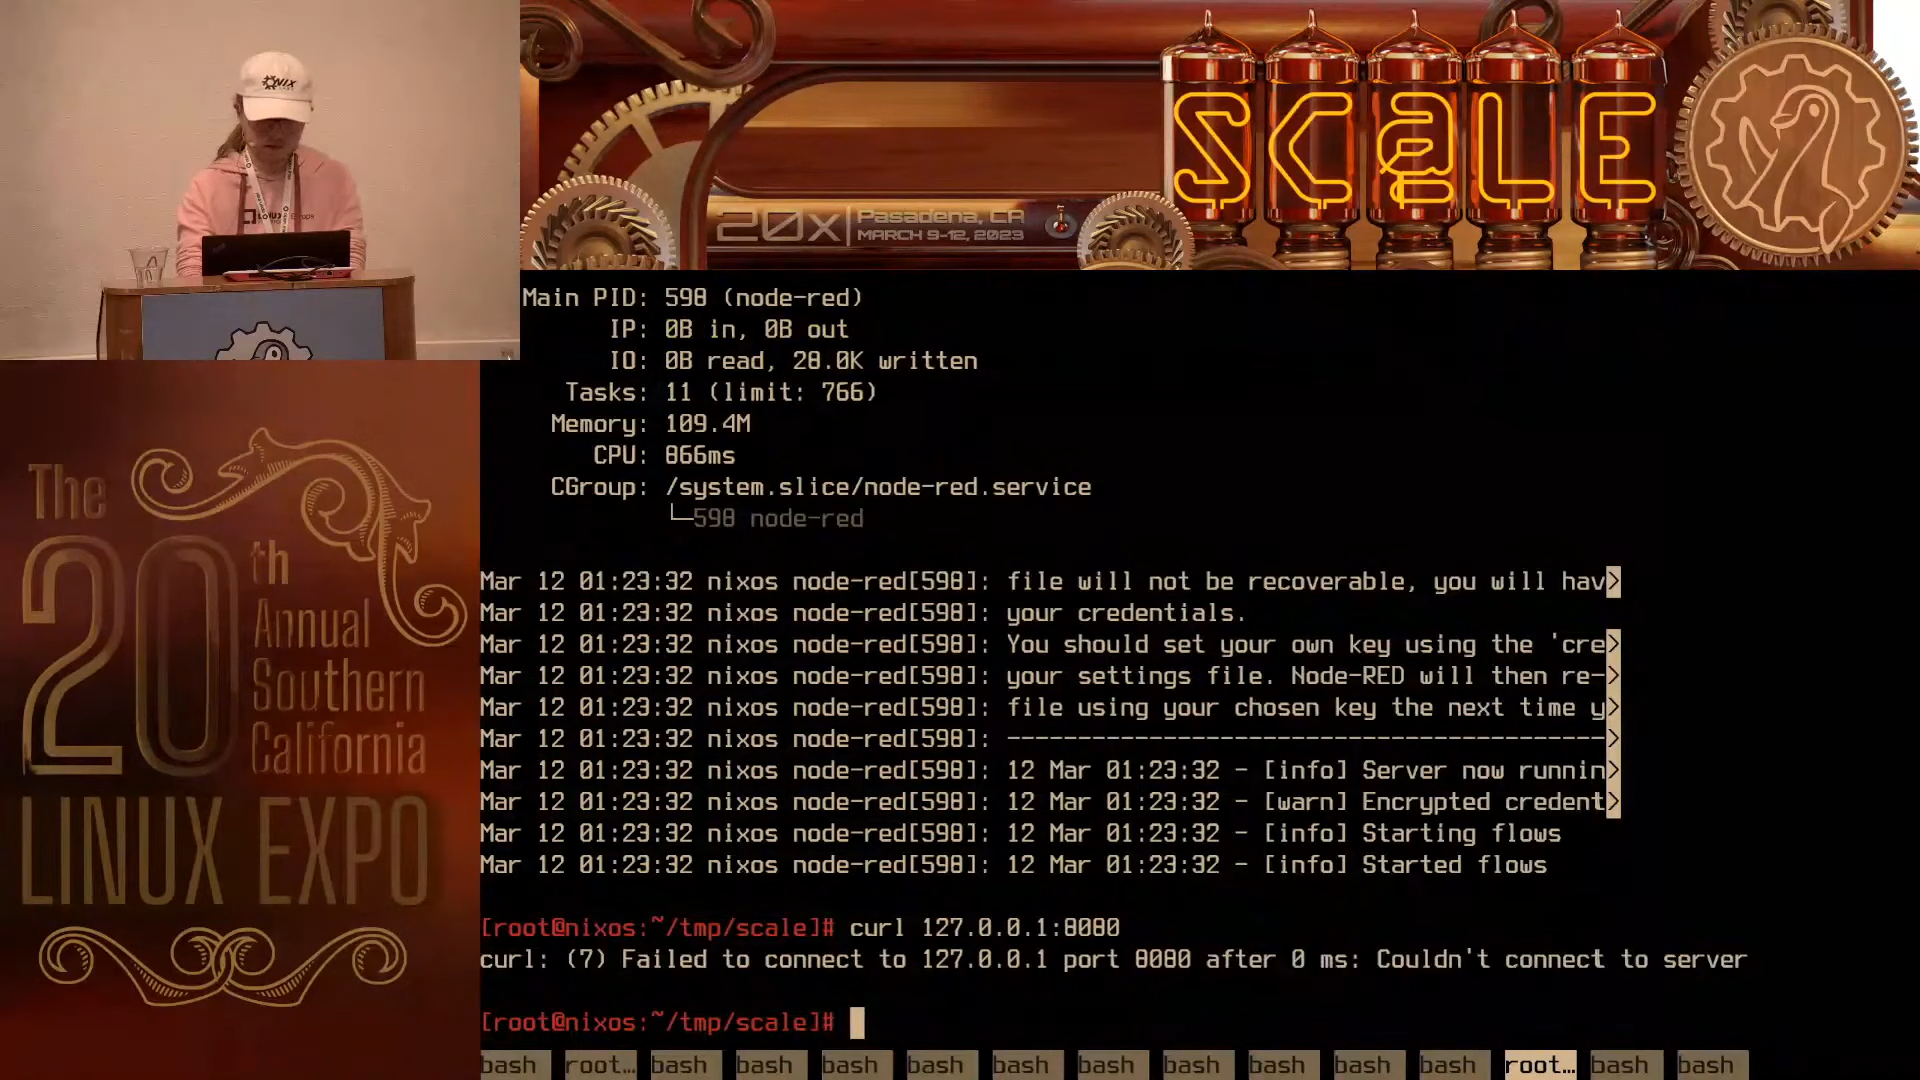 NIX
SCaLE
20x
Pasadena, CA
MARCH 9-12, 2023
The
20th
Annual
Southern
California
LINUX EXPO
Main PID: 598 (node-red)
IP: 0B in, 0B out
IO: 0B read, 28.0K written
Tasks: 11 (limit: 766)
Memory: 109.4M
CPU: 866ms
CGroup: /system.slice/node-red.service
└─598 node-red
Mar 12 01:23:32 nixos node-red[598]: file will not be recoverable, you will hav>
Mar 12 01:23:32 nixos node-red[598]: your credentials.
Mar 12 01:23:32 nixos node-red[598]: You should set your own key using the 'cre>
Mar 12 01:23:32 nixos node-red[598]: your settings file. Node-RED will then re->
Mar 12 01:23:32 nixos node-red[598]: file using your chosen key the next time y>
Mar 12 01:23:32 nixos node-red[598]: ------------------------------------------>
Mar 12 01:23:32 nixos node-red[598]: 12 Mar 01:23:32 - [info] Server now runnin>
Mar 12 01:23:32 nixos node-red[598]: 12 Mar 01:23:32 - [warn] Encrypted credent>
Mar 12 01:23:32 nixos node-red[598]: 12 Mar 01:23:32 - [info] Starting flows
Mar 12 01:23:32 nixos node-red[598]: 12 Mar 01:23:32 - [info] Started flows
[root@nixos:~/tmp/scale]# curl 127.0.0.1:8080
curl: (7) Failed to connect to 127.0.0.1 port 8080 after 0 ms: Couldn't connect to server
[root@nixos:~/tmp/scale]#
bash root… bash bash bash bash bash bash bash bash bash bash root… bash bash